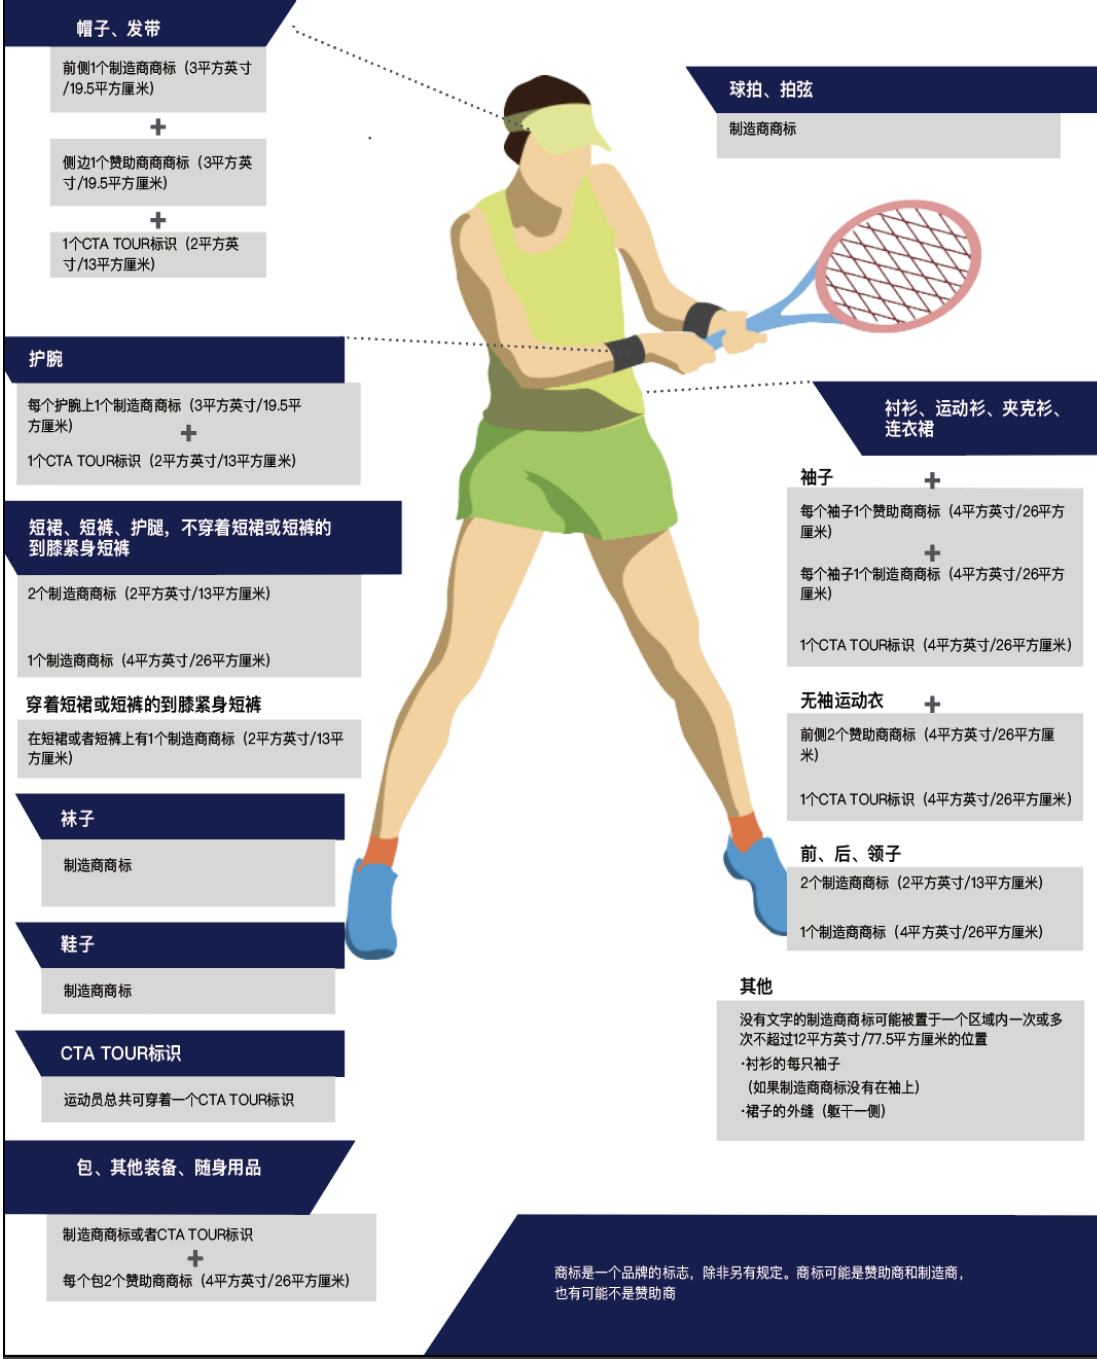 帽子、发带
前侧1个制造商商标（3平方英寸
/19.5平方厘米）
+
侧边1个赞助商商商标（3平方英
寸/19.5平方厘米）
+
1个CTA TOUR标识（2平方英
寸/13平方厘米）
球拍、拍弦
制造商商标
护腕
每个护腕上1个制造商商标（3平方英寸/19.5平
方厘米）
+
1个CTA TOUR标识（2平方英寸/13平方厘米）
短裙、短裤、护腿，不穿着短裙或短裤的
到膝紧身短裤
2个制造商商标（2平方英寸/13平方厘米）
1个制造商商标（4平方英寸/26平方厘米）
穿着短裙或短裤的到膝紧身短裤
在短裙或者短裤上有1个制造商商标（2平方英寸/13平
方厘米）
袜子
制造商商标
鞋子
制造商商标
CTA TOUR标识
运动员总共可穿着一个CTA TOUR标识
包、其他装备、随身用品
制造商商标或者CTA TOUR标识
+
每个包2个赞助商商标（4平方英寸/26平方厘米）
衬衫、运动衫、夹克衫、
连衣裙
袖子
+
每个袖子1个赞助商商标（4平方英寸/26平方
厘米）
+
每个袖子1个制造商商标（4平方英寸/26平方
厘米）
1个CTA TOUR标识（4平方英寸/26平方厘米）
无袖运动衣
+
前侧2个赞助商商标（4平方英寸/26平方厘
米）
1个CTA TOUR标识（4平方英寸/26平方厘米）
前、后、领子
2个制造商商标（2平方英寸/13平方厘米）
1个制造商商标（4平方英寸/26平方厘米）
其他
没有文字的制造商商标可能被置于一个区域内一次或多
次不超过12平方英寸/77.5平方厘米的位置
·衬衫的每只袖子
（如果制造商商标没有在袖上）
·裙子的外缝（躯干一侧）
商标是一个品牌的标志，除非另有规定。商标可能是赞助商和制造商，
也有可能不是赞助商